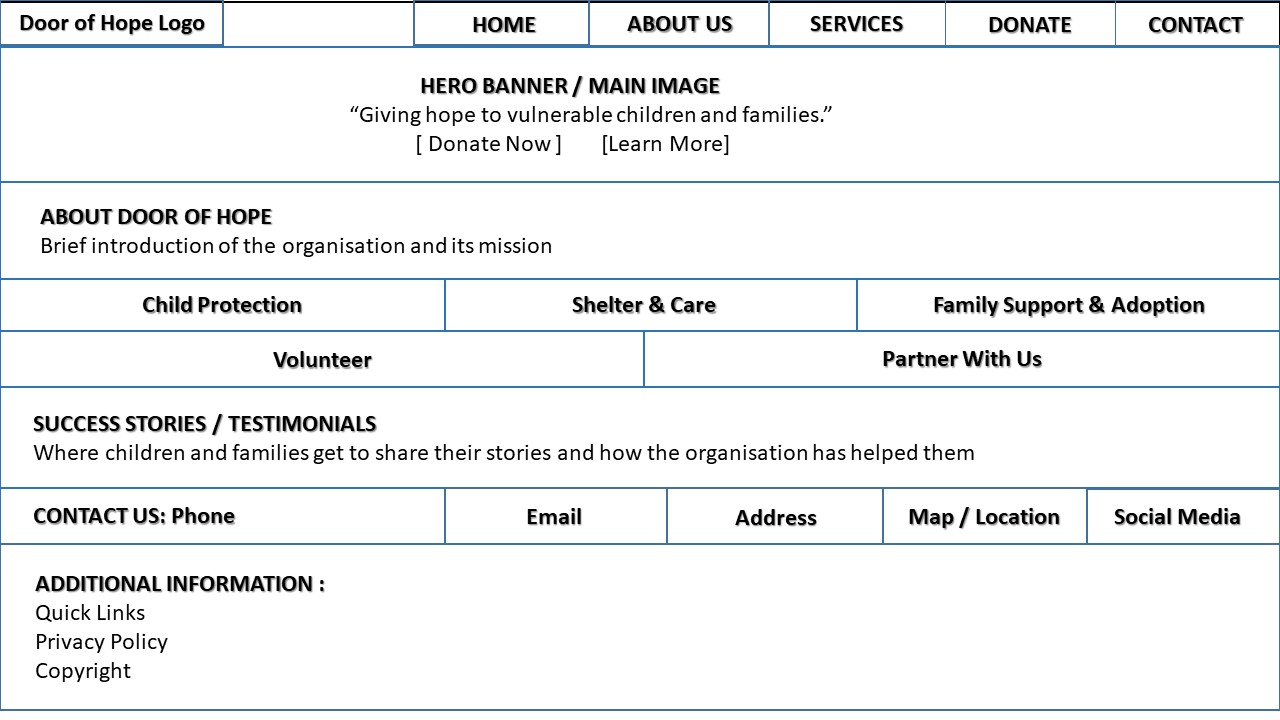 Door of Hope Logo
HOME
ABOUT US
SERVICES
DONATE
CONTACT
HERO BANNER / MAIN IMAGE
“Giving hope to vulnerable children and families.”
[ Donate Now ] [Learn More]
ABOUT DOOR OF HOPE
Brief introduction of the organisation and its mission
Child Protection
Shelter & Care
Family Support & Adoption
Volunteer
Partner With Us
SUCCESS STORIES / TESTIMONIALS
Where children and families get to share their stories and how the organisation has helped them
CONTACT US: Phone
Email
Address
Map / Location
Social Media
ADDITIONAL INFORMATION :
Quick Links
Privacy Policy
Copyright